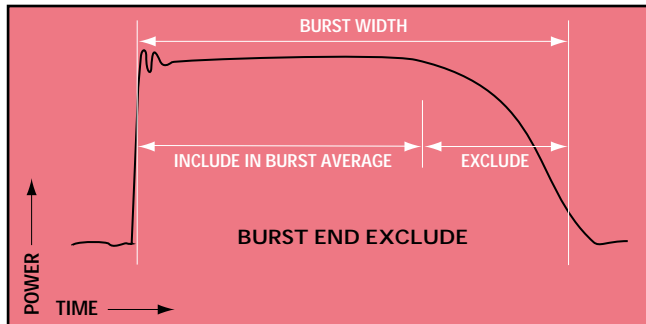 BURST WIDTH
INCLUDE IN BURST AVERAGE
EXCLUDE
BURST END EXCLUDE
POWER
TIME